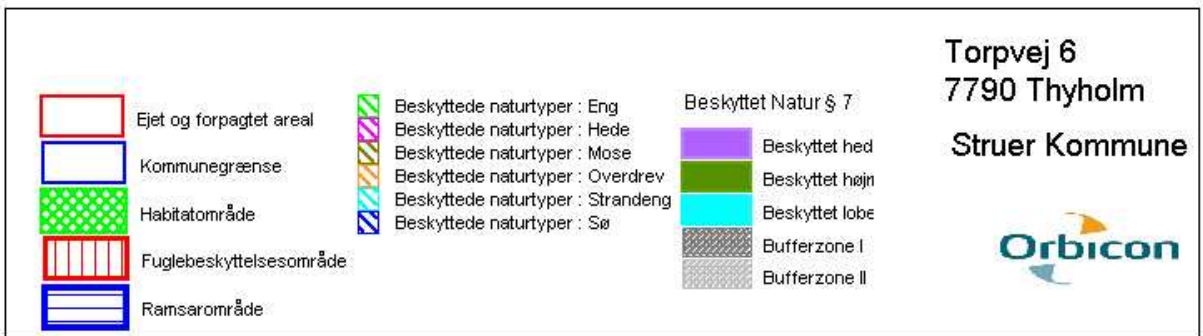 Ejet og forpagtet areal
Kommunegrænse
Habitatområde
Fuglebeskyttelsesområde
Ramsarområde
Beskyttede naturtyper : Eng
Beskyttede naturtyper : Hede
Beskyttede naturtyper : Mose
Beskyttede naturtyper : Overdrev
Beskyttede naturtyper : Strandeng
Beskyttede naturtyper : Sø
Beskyttet Natur § 7
Beskyttet hed
Beskyttet højn
Beskyttet lobe
Bufferzone I
Bufferzone II
Torpvej 6
7790 Thyholm
Struer Kommune
Orbicon